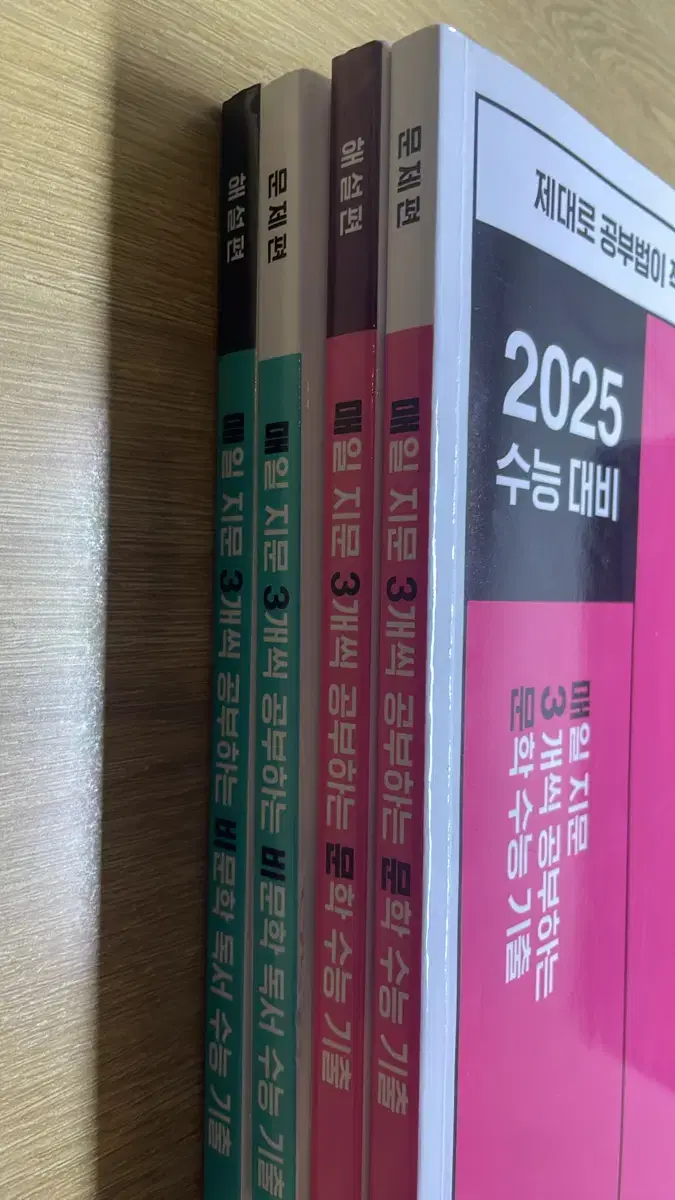 해설편
매일 지문 3개씩 공부하는 비문학 독서 수능 기출
문제편
매일 지문 3개씩 공부하는 비문학 독서 수능 기출
해설편
매일 지문 3개씩 공부하는 문학 수능 기출
문제편
매일 지문 3개씩 공부하는 문학 수능 기출
제대로 공부법이
2025
수능 대비
매일 지문
3개씩 공부하는
문학 수능 기출